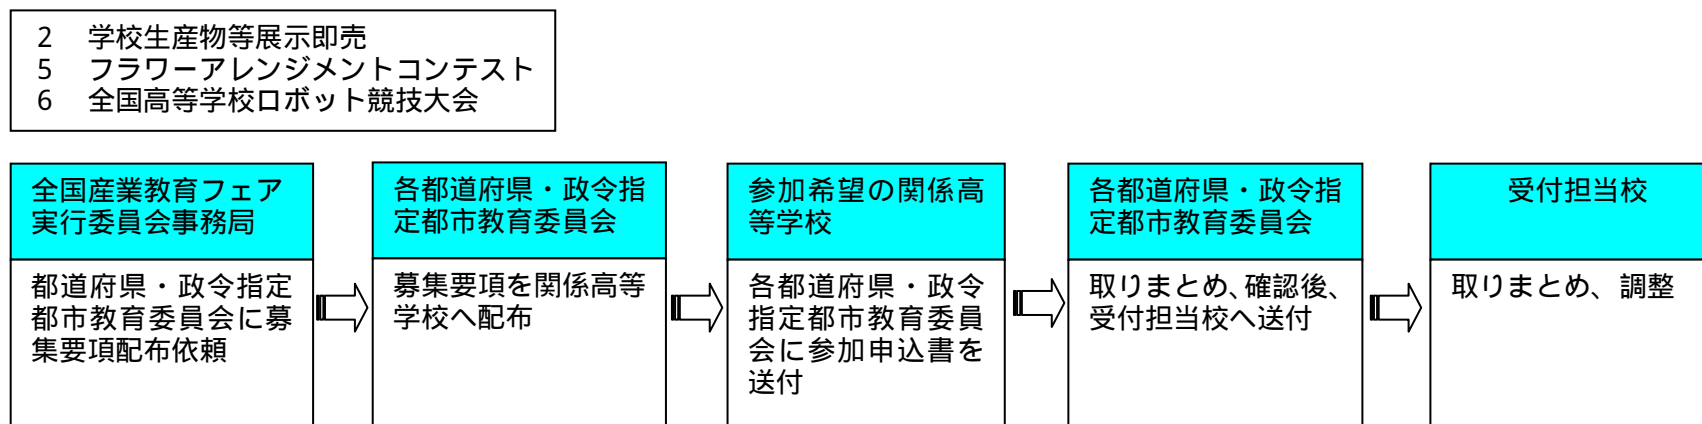 2 学校生産物等展示即売
5 フラワーアレンジメントコンテスト
6 全国高等学校ロボット競技大会
全国産業教育フェア
実行委員会事務局
都道府県・政令指定
都市教育委員会に募
集要項配布依頼
各都道府県・政令指
定都市教育委員会
募集要項を関係高等
学校へ配布
参加希望の関係高
等学校
各都道府県・政令
指定都市教育委員
会に参加申込書を
送付
各都道府県・政令指
定都市教育委員会
取りまとめ、確認後、
受付担当校へ送付
受付担当校
取りまとめ、調整